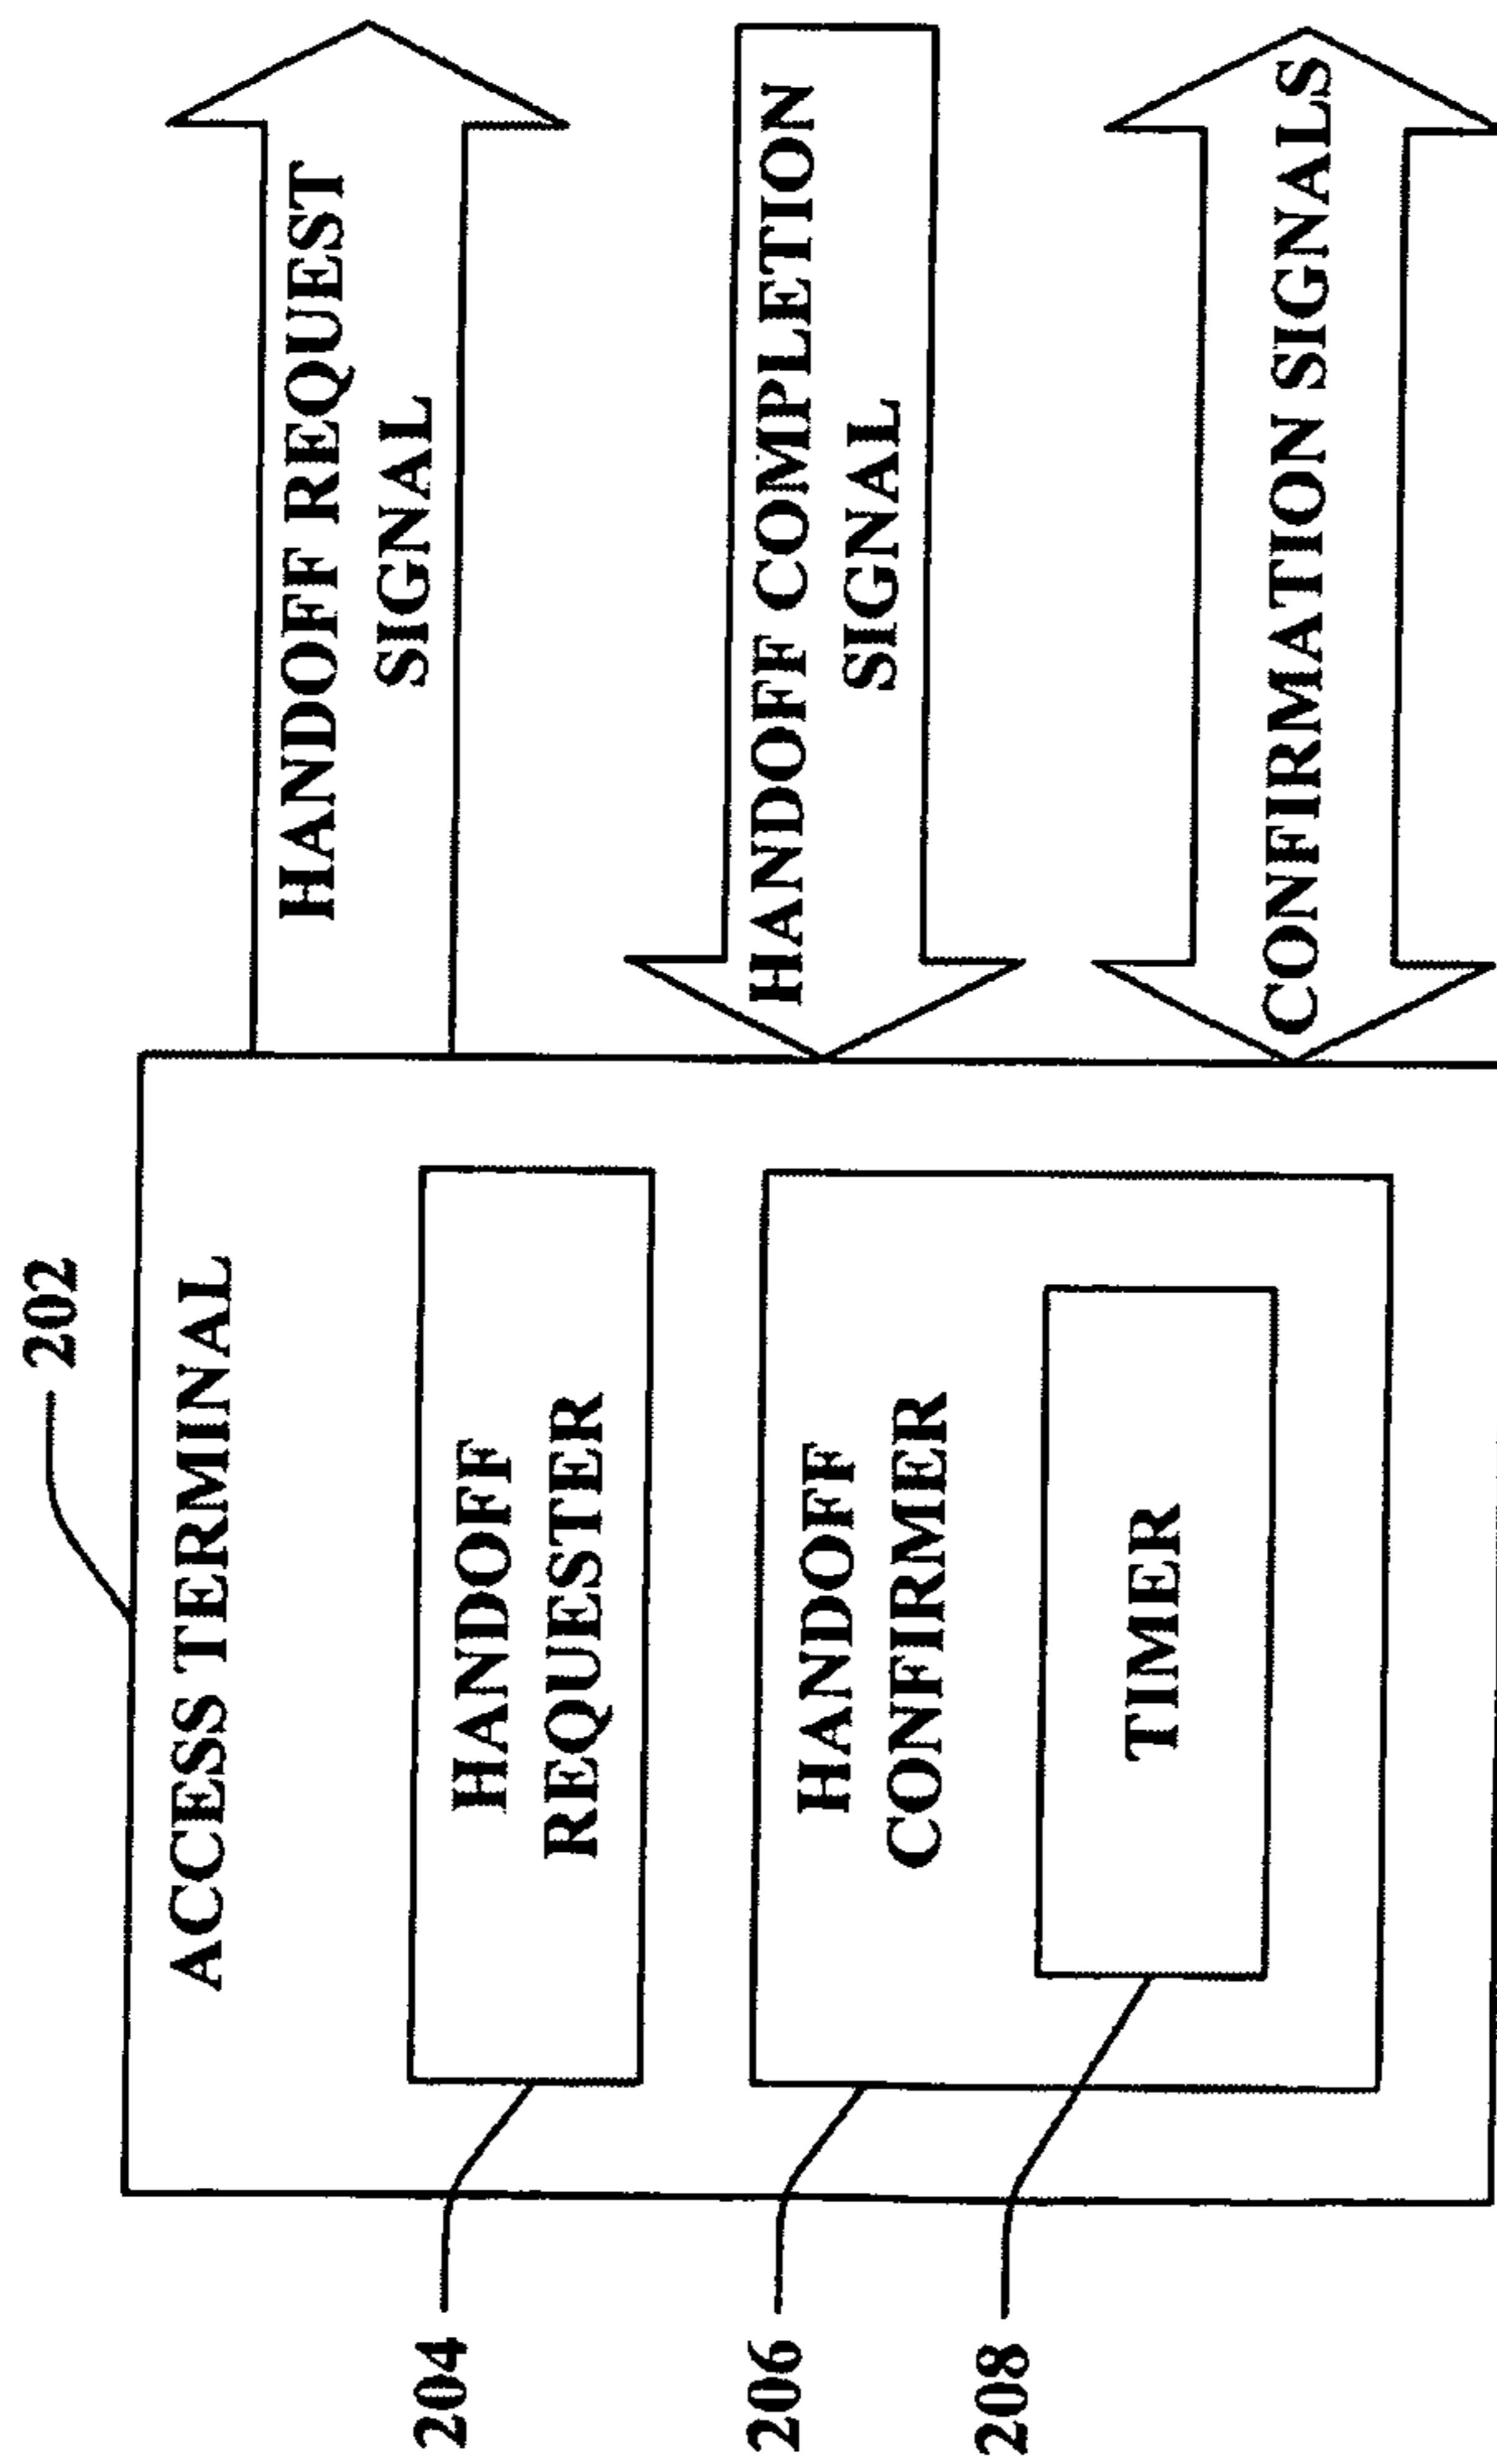 202
ACCESS TERMINAL
204
HANDOFF
REQUESTER
206
HANDOFF
CONFIRMER
208
TIMER
HANDOFF REQUEST
SIGNAL
HANDOFF COMPLETION
SIGNAL
CONFIRMATION SIGNALS